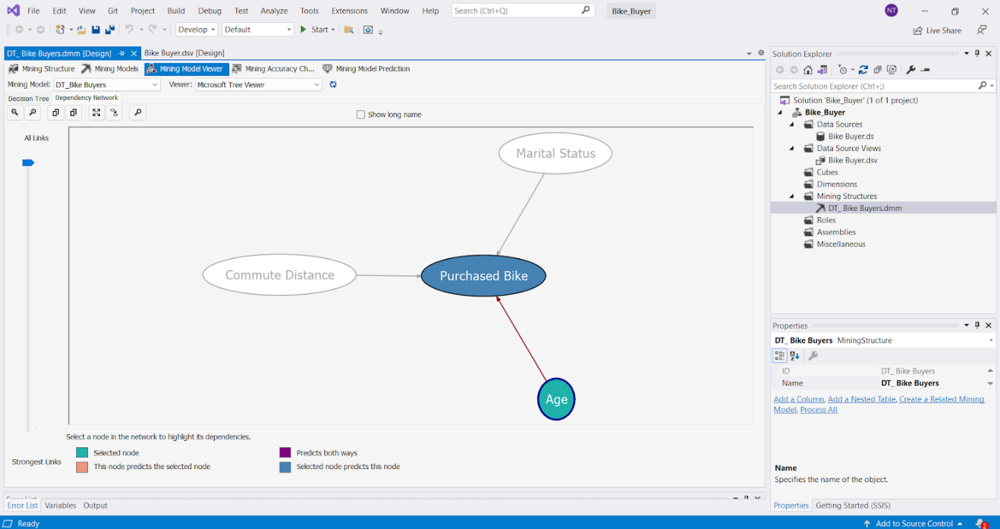 File Edit View Git Project Build Debug Test Analyze Tools Extensions Window Help Search (Ctrl+Q) Bike_Buyer NT
Develop Default Start Live Share
DT_ Bike Buyers.dmm [Design] Bike Buyer.dsv [Design]
Mining Structure Mining Models Mining Model Viewer Mining Accuracy Ch... Mining Model Prediction
Mining Model: DT_Bike Buyers Viewer: Microsoft Tree Viewer
Decision Tree Dependency Network
Show long name
All Links
Marital Status
Commute Distance
Purchased Bike
Age
Select a node in the network to highlight its dependencies.
Selected node Predicts both ways
Strongest Links
This node predicts the selected node Selected node predicts this node
Error List
Error List Variables Output
Solution Explorer
Search Solution Explorer (Ctrl+;)
Solution 'Bike_Buyer' (1 of 1 project)
Bike_Buyer
Data Sources
Bike Buyer.ds
Data Source Views
Bike Buyer.dsv
Cubes
Dimensions
Mining Structures
DT_ Bike Buyers.dmm
Roles
Assemblies
Miscellaneous
Properties
DT_ Bike Buyers MiningStructure
ID DT_ Bike Buyers
Name DT_ Bike Buyers
Add a Column, Add a Nested Table, Create a Related Mining
Model, Process All
Name
Specifies the name of the object.
Properties Getting Started (SSIS)
Ready Add to Source Control 2